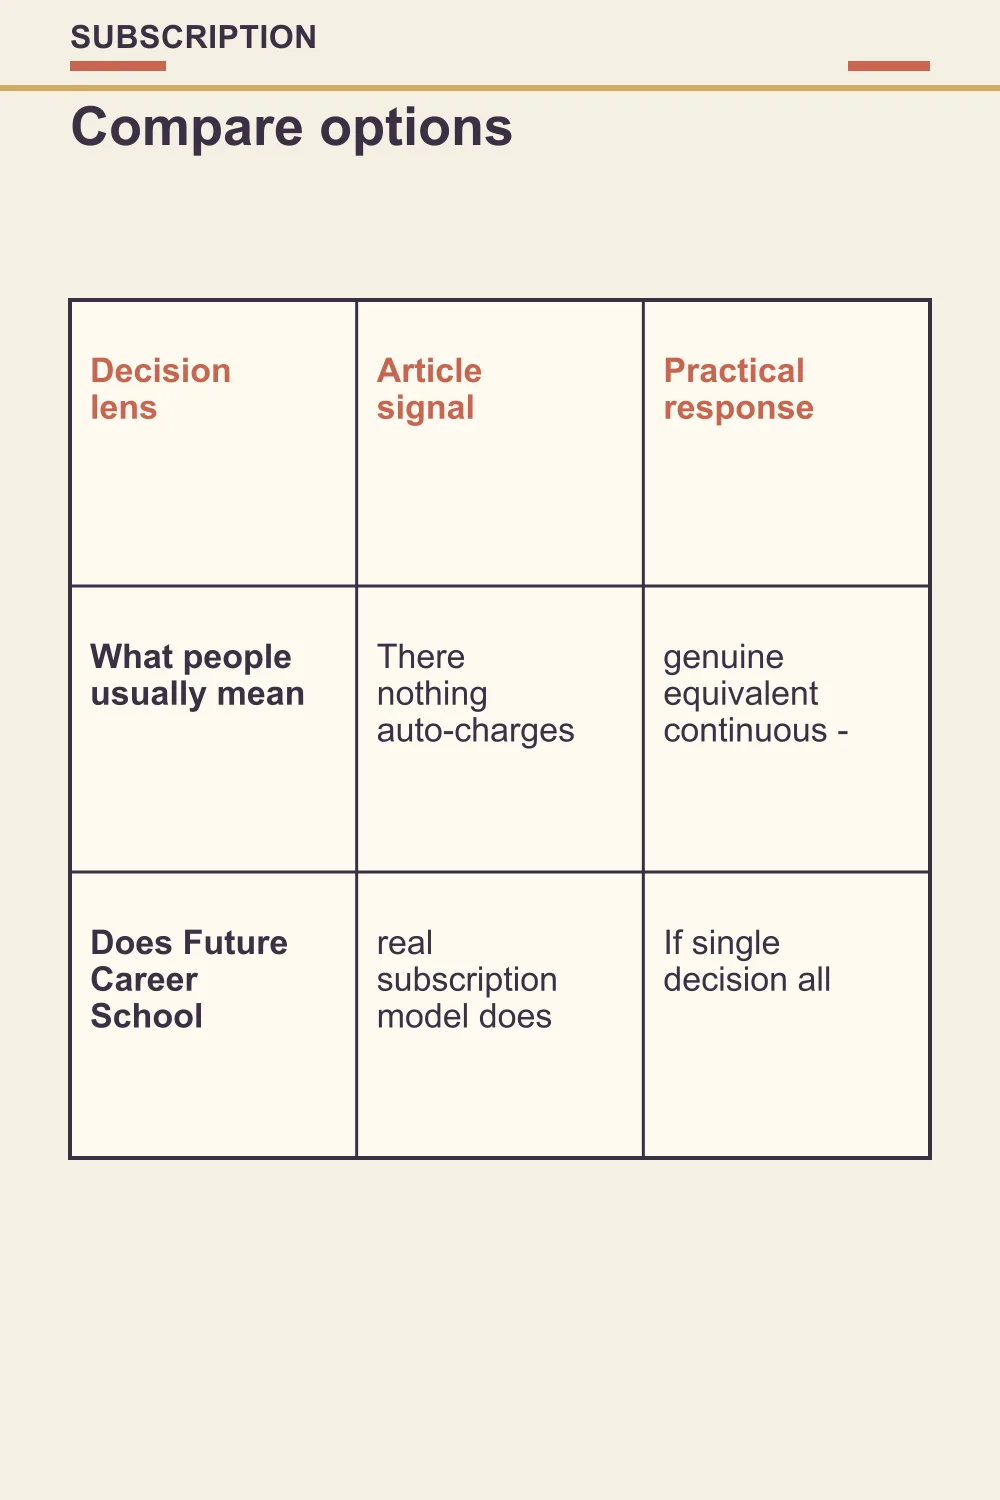 SUBSCRIPTION
Compare options
Decision
lens
Article
signal
Practical
response
What people
usually mean
There
nothing
auto-charges
genuine
equivalent
continuous -
Does Future
Career
School
real
subscription
model does
If single
decision all